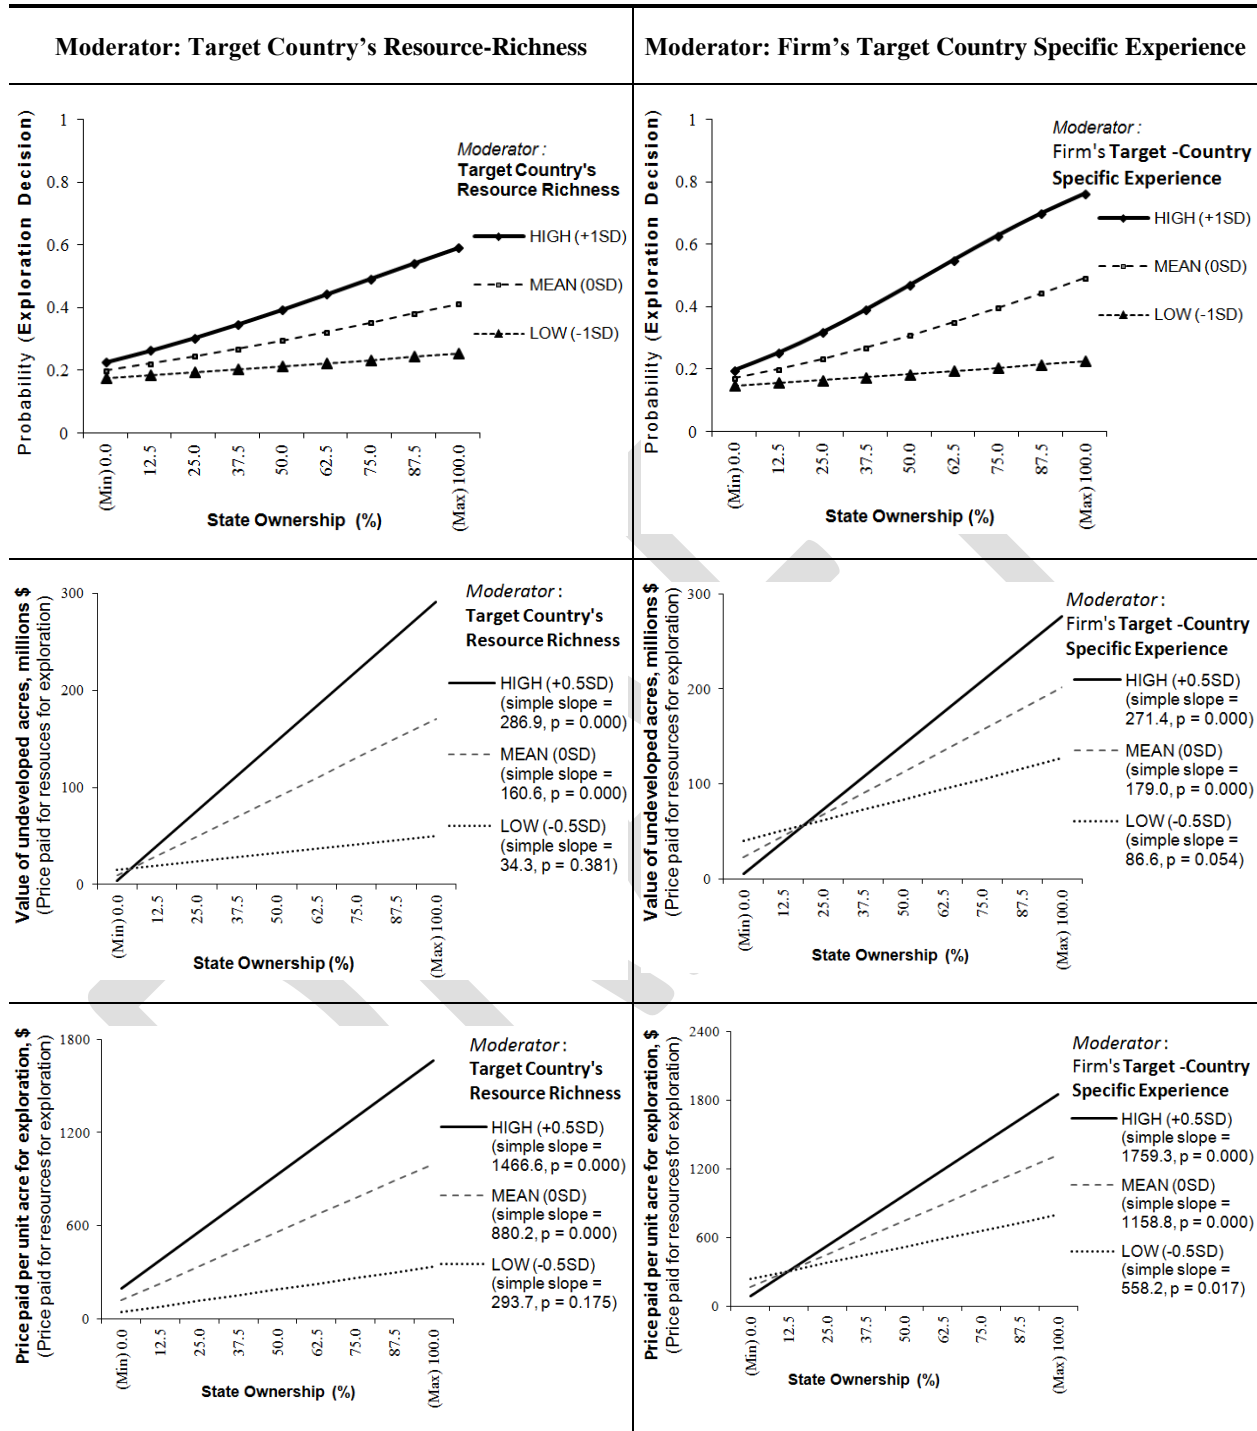 Moderator: Target Country's Resource-Richness
Moderator: Firm's Target Country Specific Experience
Probability (Exploration Decision)
1
0.8
0.6
0.4
0.2
0
Moderator :
Target Country's
Resource Richness
HIGH (+1SD)
MEAN (0SD)
LOW (-1SD)
(Min) 0.0
12.5
25.0
37.5
50.0
62.5
75.0
87.5
(Max) 100.0
State Ownership (%)
Probability (Exploration Decision)
1
0.8
0.6
0.4
0.2
0
Moderator :
Firm's Target -Country
Specific Experience
HIGH (+1SD)
MEAN (0SD)
LOW (-1SD)
(Min) 0.0
12.5
25.0
37.5
50.0
62.5
75.0
87.5
(Max) 100.0
State Ownership (%)
Value of undeveloped acres, millions $
(Price paid for resouces for exploration)
300
200
100
0
Moderator :
Target Country's
Resource Richness
HIGH (+0.5SD)
(simple slope =
286.9, p = 0.000)
MEAN (0SD)
(simple slope =
160.6, p = 0.000)
LOW (-0.5SD)
(simple slope =
34.3, p = 0.381)
(Min) 0.0
12.5
25.0
37.5
50.0
62.5
75.0
87.5
(Max) 100.0
State Ownership (%)
Value of undeveloped acres, millions $
(Price paid for resources for exploration)
300
200
100
0
Moderator :
Firm's Target -Country
Specific Experience
HIGH (+0.5SD)
(simple slope =
271.4, p = 0.000)
MEAN (0SD)
(simple slope =
179.0, p = 0.000)
LOW (-0.5SD)
(simple slope =
86.6, p = 0.054)
(Min) 0.0
12.5
25.0
37.5
50.0
62.5
75.0
87.5
(Max) 100.0
State Ownership (%)
Price paid per unit acre for exploration, $
(Price paid for resources for exploration)
1800
1200
600
0
Moderator :
Target Country's
Resource Richness
HIGH (+0.5SD)
(simple slope =
1466.6, p = 0.000)
MEAN (0SD)
(simple slope =
880.2, p = 0.000)
LOW (-0.5SD)
(simple slope =
293.7, p = 0.175)
(Min) 0.0
12.5
25.0
37.5
50.0
62.5
75.0
87.5
(Max) 100.0
State Ownership (%)
Price paid per unit acre for exploration, $
(Price paid for resources for exploration)
2400
1800
1200
600
0
Moderator :
Firm's Target -Country
Specific Experience
HIGH (+0.5SD)
(simple slope =
1759.3, p = 0.000)
MEAN (0SD)
(simple slope =
1158.8, p = 0.000)
LOW (-0.5SD)
(simple slope =
558.2, p = 0.017)
(Min) 0.0
12.5
25.0
37.5
50.0
62.5
75.0
87.5
(Max) 100.0
State Ownership (%)